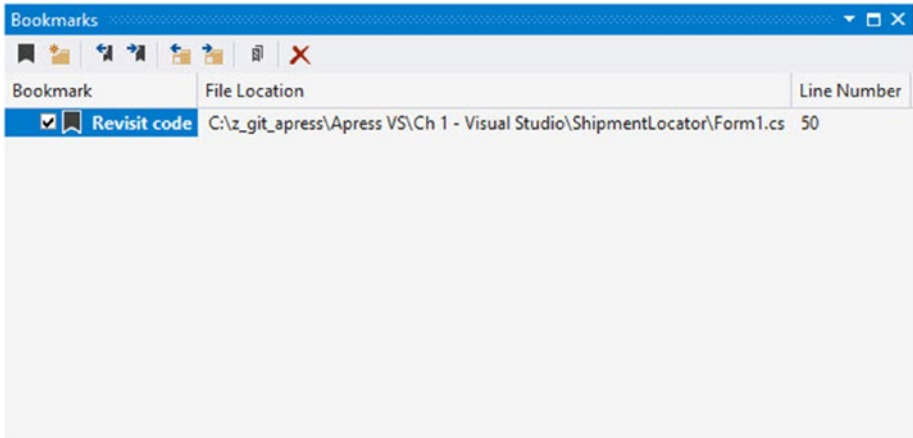 Bookmarks
Bookmark File Location Line Number
Revisit code C:\z_git_apress\Apress VS\Ch 1 - Visual Studio\ShipmentLocator\Form1.cs 50